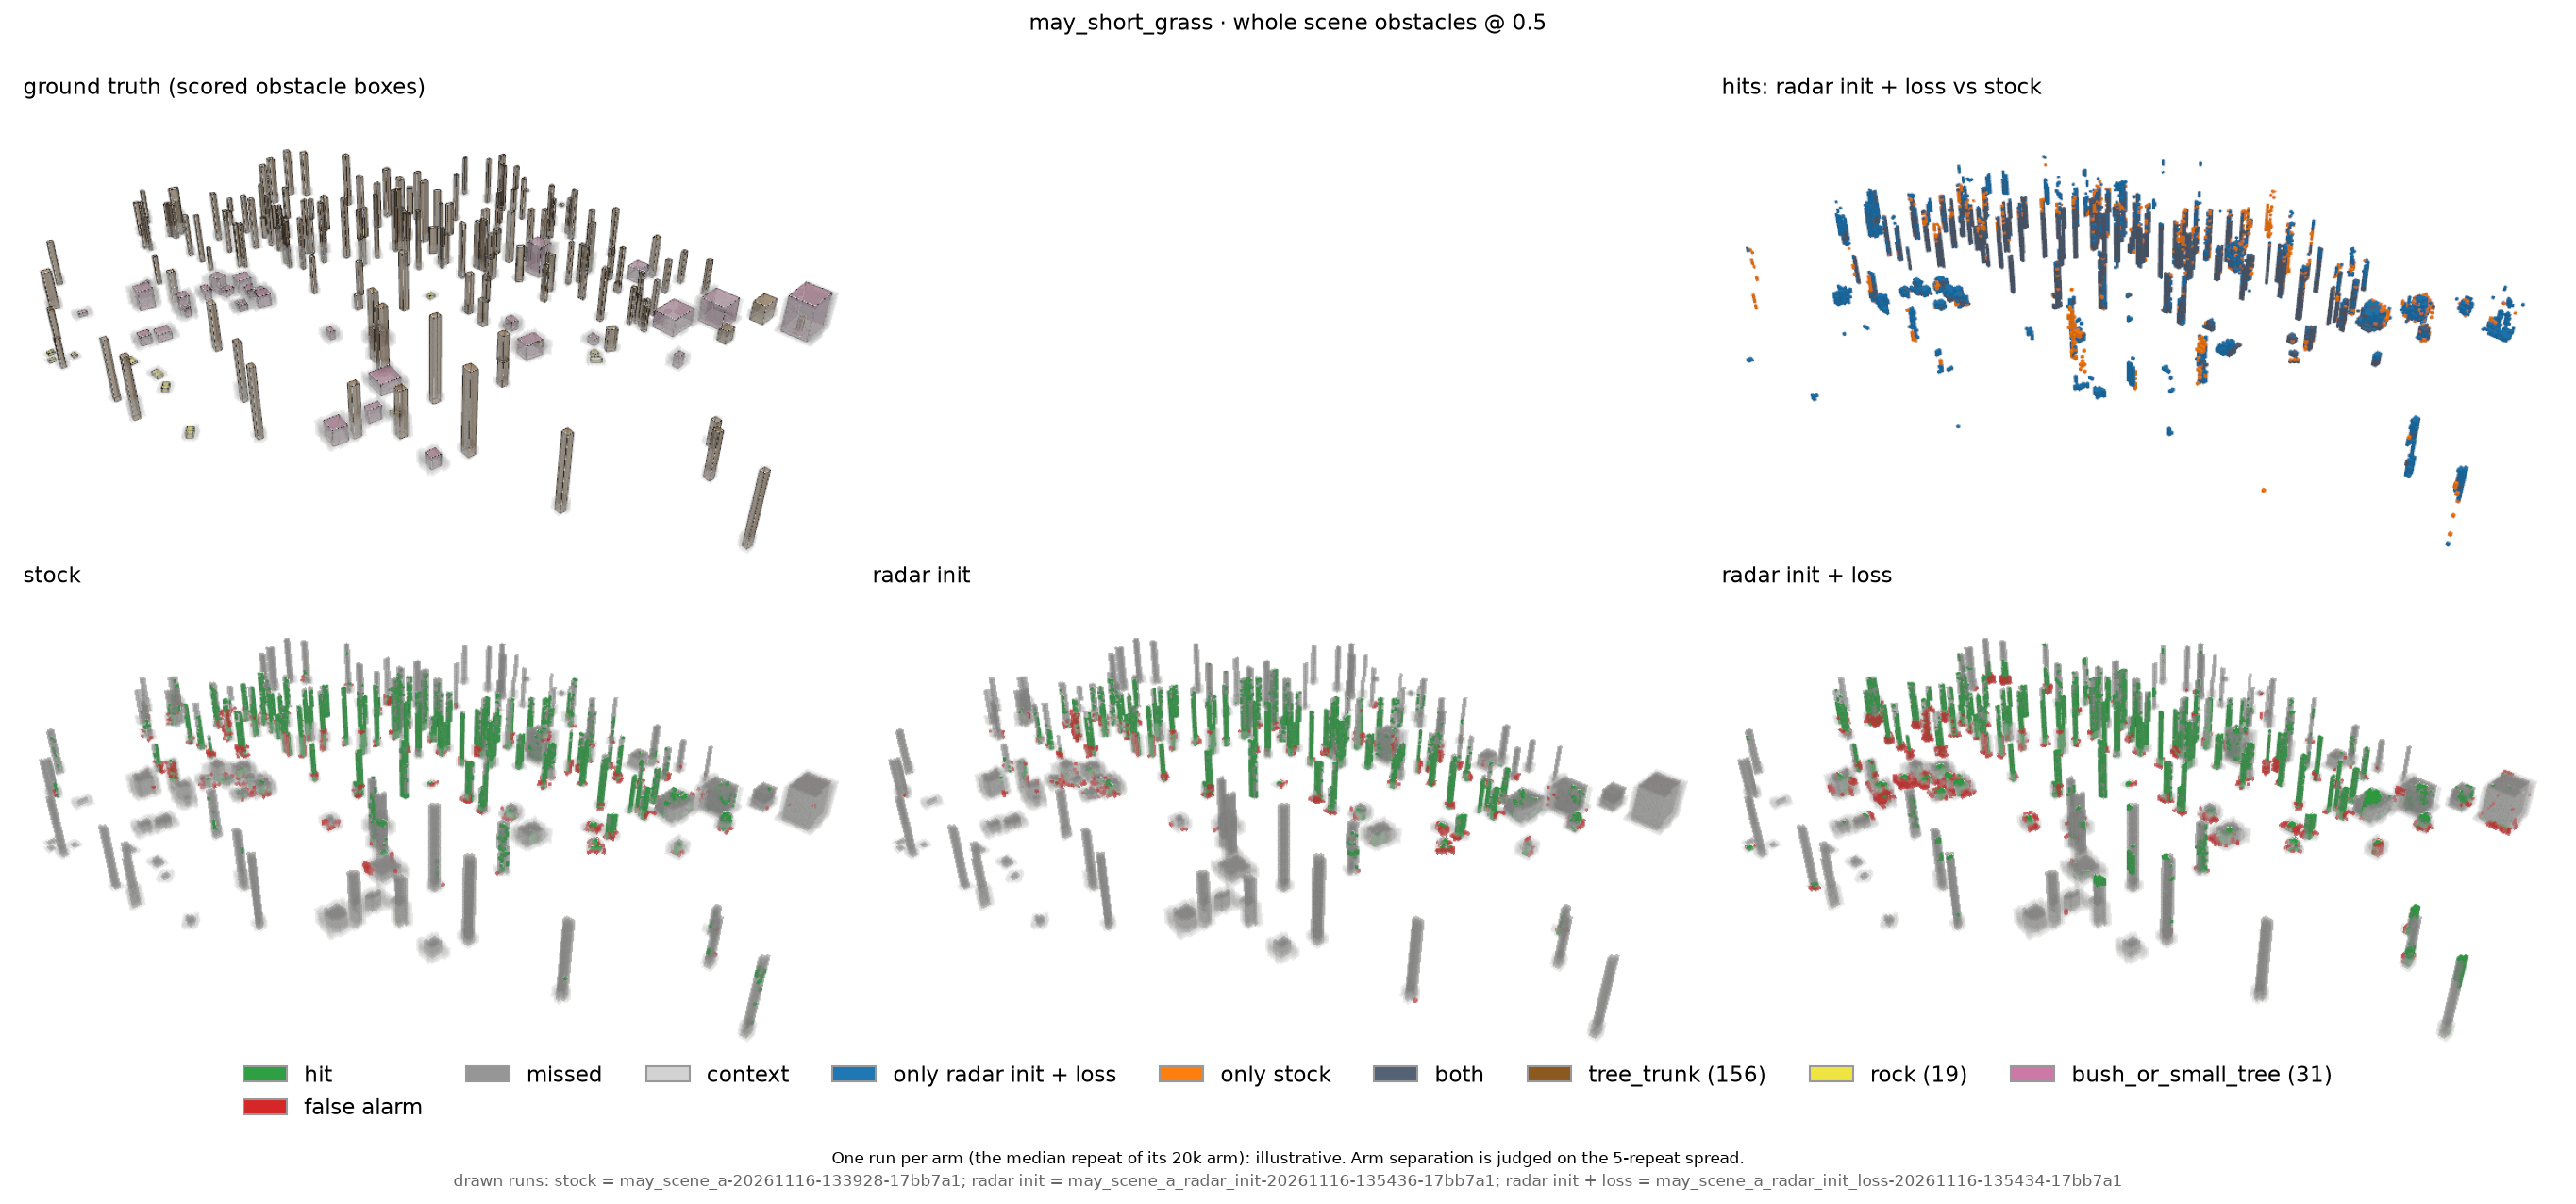 may_short_grass · whole scene obstacles @ 0.5
ground truth (scored obstacle boxes)
hits: radar init + loss vs stock
stock
radar init
radar init + loss
hit
missed
context
only radar init + loss
only stock
both
tree_trunk (156)
rock (19)
bush_or_small_tree (31)
false alarm
One run per arm (the median repeat of its 20k arm): illustrative. Arm separation is judged on the 5-repeat spread.
drawn runs: stock = may_scene_a-20261116-133928-17bb7a1; radar init = may_scene_a_radar_init-20261116-135436-17bb7a1; radar init + loss = may_scene_a_radar_init_loss-20261116-135434-17bb7a1